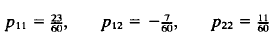 p₁₁ = 23/60, p₁₂ = −7/60, p₂₂ = 11/60